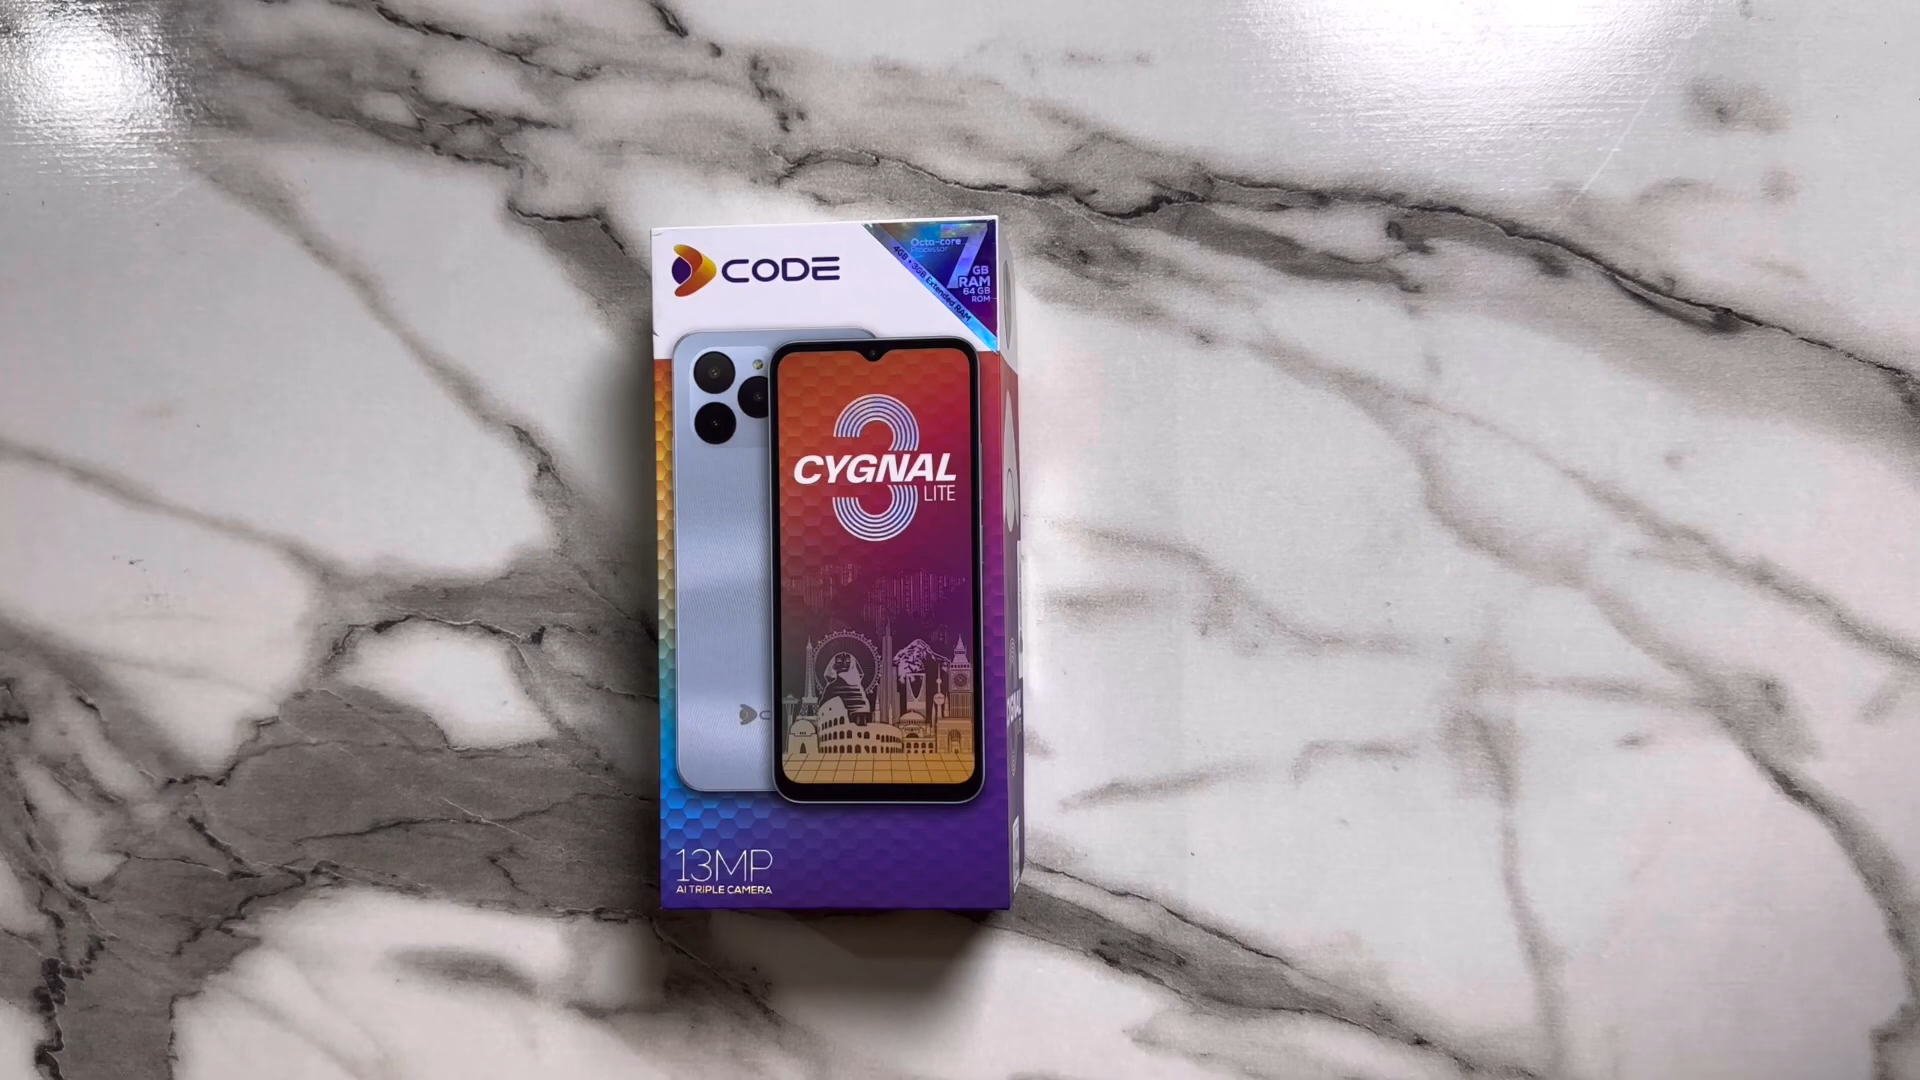 CODE
Octa-core
Processor
7
GB
RAM
64 GB
ROM
4GB + 3GB Extended RAM
3
CYGNAL
LITE
13MP
AI TRIPLE CAMERA